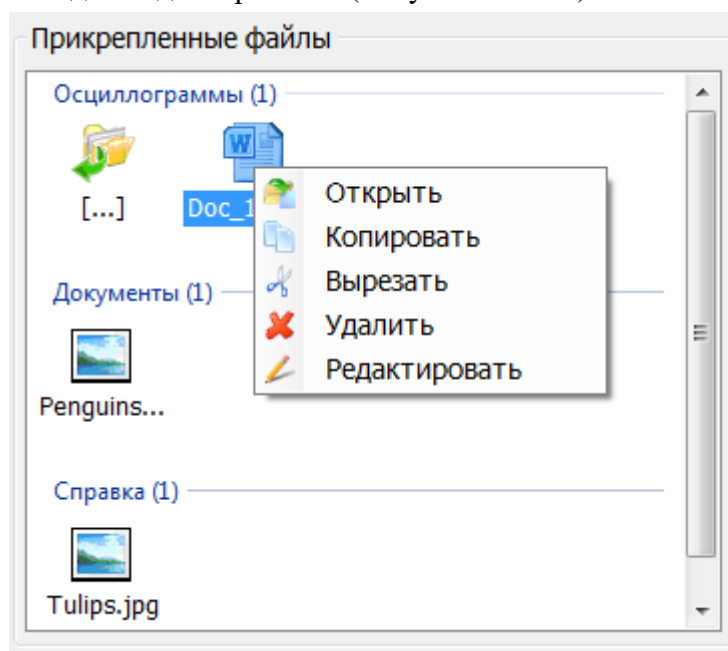 Прикрепленные файлы
Осциллограммы (1)
[...] Doc_1
Открыть
Копировать
Вырезать
Удалить
Редактировать
Документы (1)
Penguins...
Справка (1)
Tulips.jpg